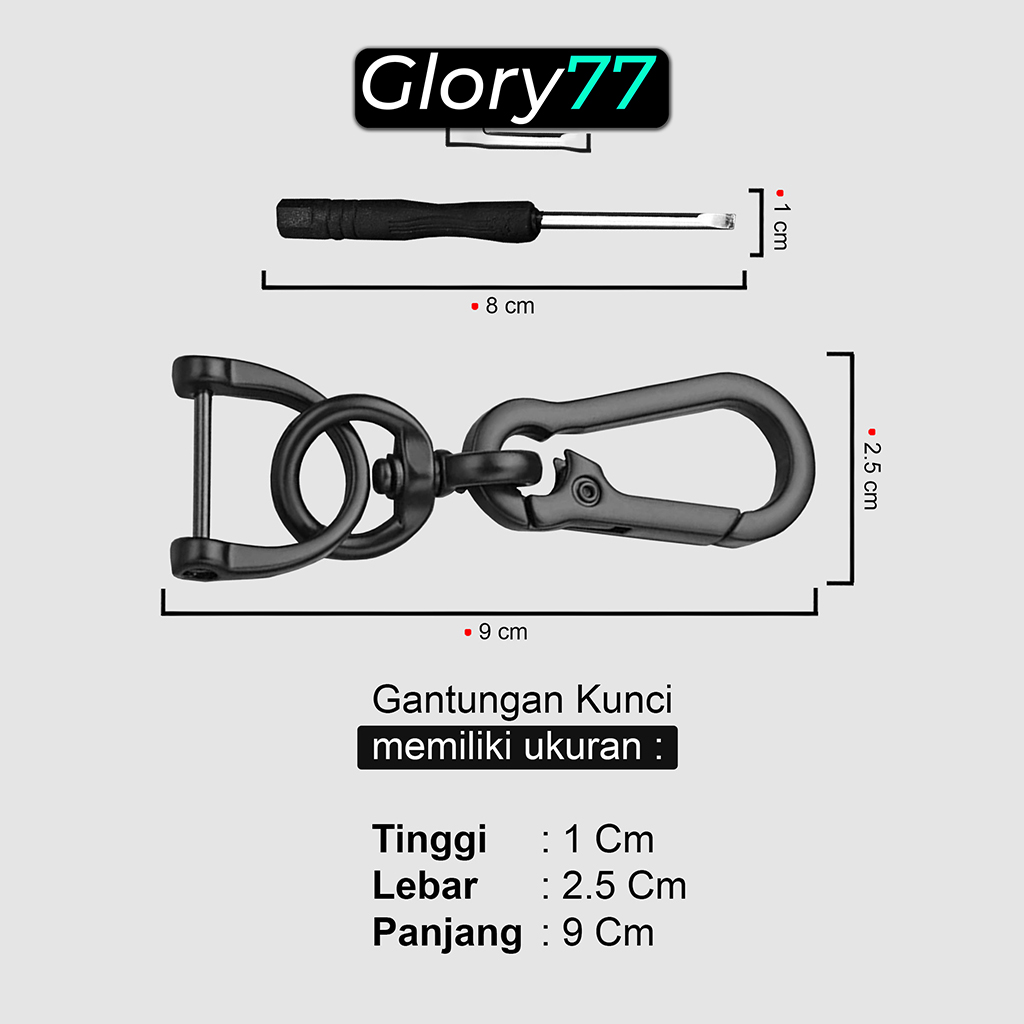 Glory77
1 cm
8 cm
2.5 cm
9 cm
Gantungan Kunci
memiliki ukuran :
Tinggi : 1 Cm
Lebar : 2.5 Cm
Panjang : 9 Cm